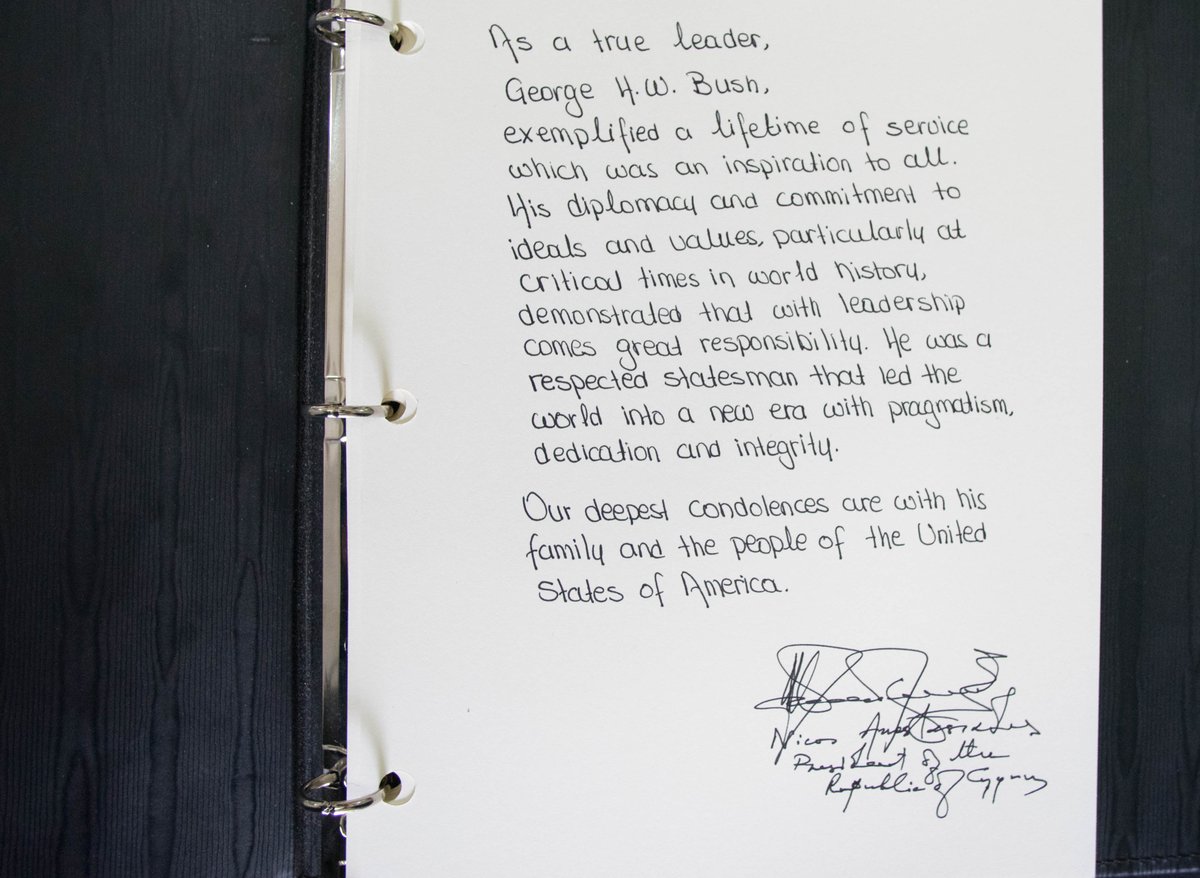 As a true leader,
George H.W. Bush,
exemplified a lifetime of service
which was an inspiration to all.
His diplomacy and commitment to
ideals and values, particularly at
critical times in world history,
demonstrated that with leadership
comes great responsibility. He was a
respected statesman that led the
world into a new era with pragmatism,
dedication and integrity.
Our deepest condolences are with his
family and the people of the United
States of America.
Nicos Anastasiades
President of the
Republic of Cyprus